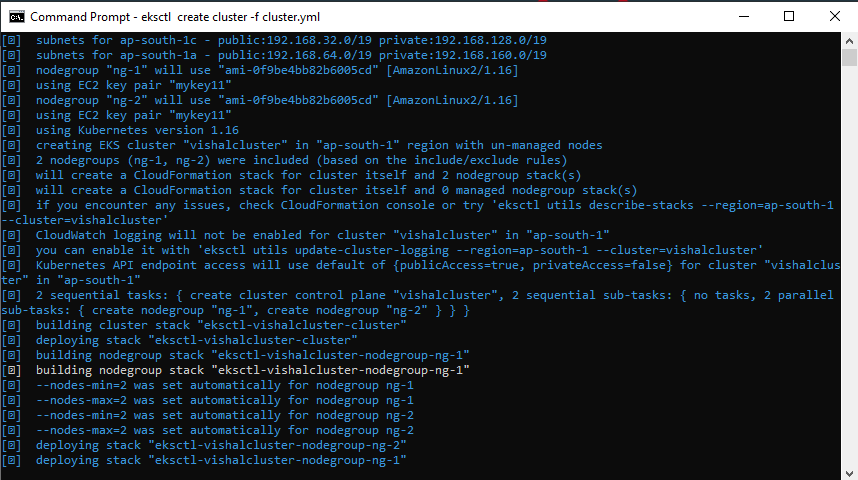 Command Prompt - eksctl  create cluster -f cluster.yml
[?]  subnets for ap-south-1c - public:192.168.32.0/19 private:192.168.128.0/19
[?]  subnets for ap-south-1a - public:192.168.64.0/19 private:192.168.160.0/19
[?]  nodegroup "ng-1" will use "ami-0f9be4bb82b6005cd" [AmazonLinux2/1.16]
[?]  using EC2 key pair "mykey11"
[?]  nodegroup "ng-2" will use "ami-0f9be4bb82b6005cd" [AmazonLinux2/1.16]
[?]  using EC2 key pair "mykey11"
[?]  using Kubernetes version 1.16
[?]  creating EKS cluster "vishalcluster" in "ap-south-1" region with un-managed nodes
[?]  2 nodegroups (ng-1, ng-2) were included (based on the include/exclude rules)
[?]  will create a CloudFormation stack for cluster itself and 2 nodegroup stack(s)
[?]  will create a CloudFormation stack for cluster itself and 0 managed nodegroup stack(s)
[?]  if you encounter any issues, check CloudFormation console or try 'eksctl utils describe-stacks --region=ap-south-1
--cluster=vishalcluster'
[?]  CloudWatch logging will not be enabled for cluster "vishalcluster" in "ap-south-1"
[?]  you can enable it with 'eksctl utils update-cluster-logging --region=ap-south-1 --cluster=vishalcluster'
[?]  Kubernetes API endpoint access will use default of {publicAccess=true, privateAccess=false} for cluster "vishalclus
ter" in "ap-south-1"
[?]  2 sequential tasks: { create cluster control plane "vishalcluster", 2 sequential sub-tasks: { no tasks, 2 parallel
sub-tasks: { create nodegroup "ng-1", create nodegroup "ng-2" } } }
[?]  building cluster stack "eksctl-vishalcluster-cluster"
[?]  deploying stack "eksctl-vishalcluster-cluster"
[?]  building nodegroup stack "eksctl-vishalcluster-nodegroup-ng-1"
[?]  building nodegroup stack "eksctl-vishalcluster-nodegroup-ng-1"
[?]  --nodes-min=2 was set automatically for nodegroup ng-1
[?]  --nodes-max=2 was set automatically for nodegroup ng-1
[?]  --nodes-min=2 was set automatically for nodegroup ng-2
[?]  --nodes-max=2 was set automatically for nodegroup ng-2
[?]  deploying stack "eksctl-vishalcluster-nodegroup-ng-2"
[?]  deploying stack "eksctl-vishalcluster-nodegroup-ng-1"